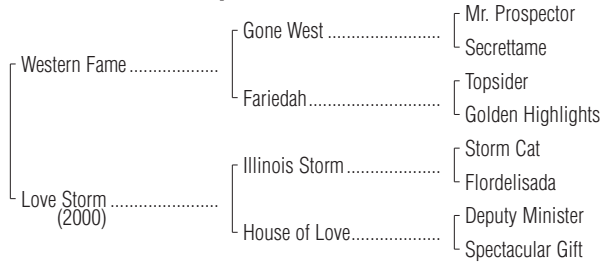 Mr. Prospector
Gone West ....................
Secrettame
Western Fame ................
Topsider
Fariedah........................
Golden Highlights
Storm Cat
Illinois Storm .................
Flordelisada
Love Storm ....................
(2000)
Deputy Minister
House of Love................
Spectacular Gift